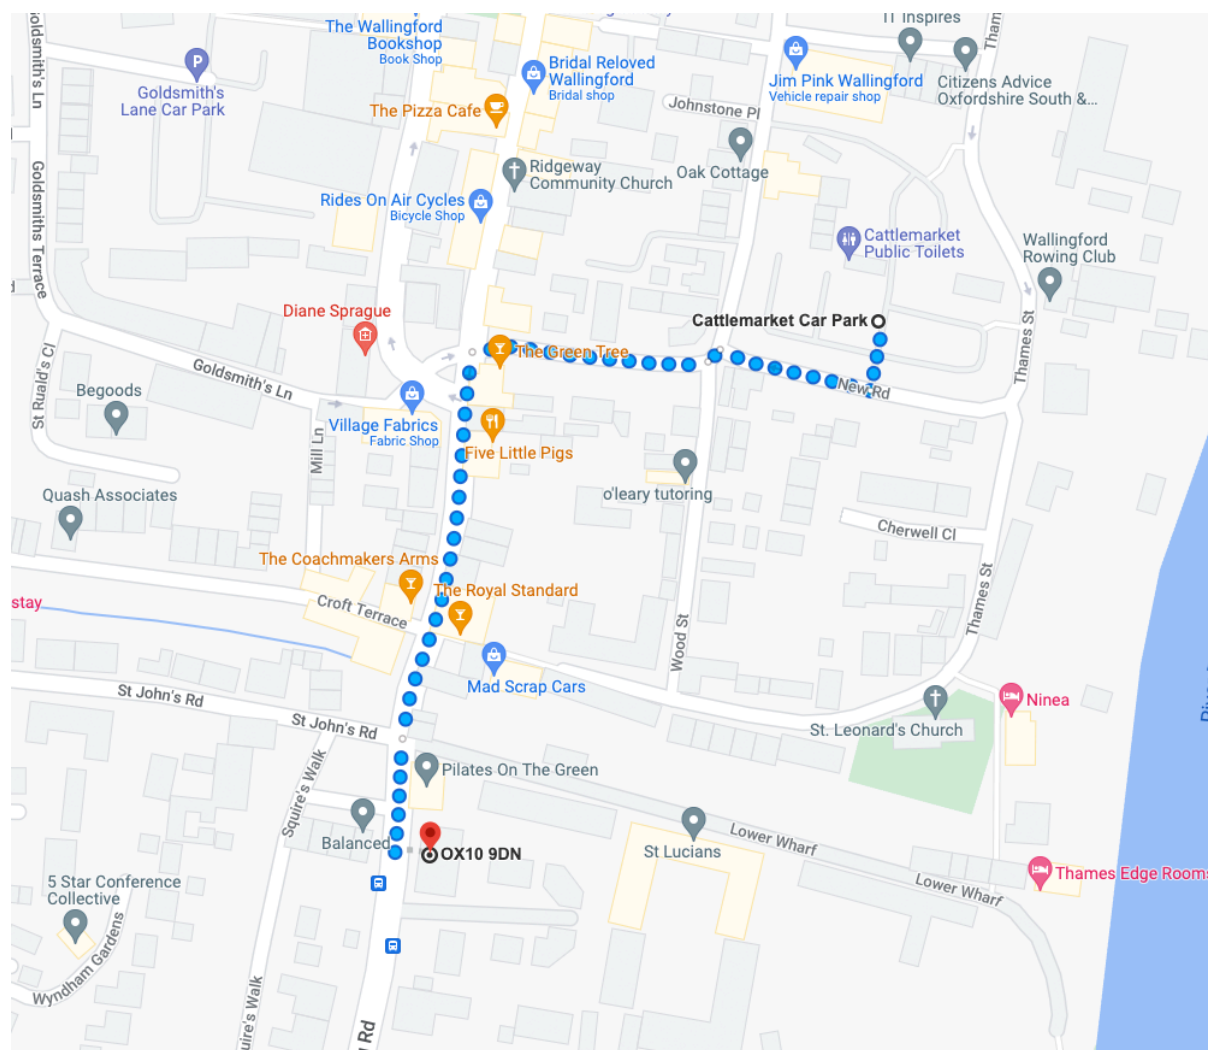 Goldsmith's Ln
The Wallingford
Bookshop
Book Shop
Bridal Reloved
Wallingford
Bridal shop
IT Inspires
Jim Pink Wallingford
Vehicle repair shop
Citizens Advice
Oxfordshire South &...
P
Goldsmith's
Lane Car Park
The Pizza Cafe
Johnstone Pl
Oak Cottage
Ridgeway
Community Church
Goldsmiths Terrace
Rides On Air Cycles
Bicycle Shop
Cattlemarket
Public Toilets
Wallingford
Rowing Club
Diane Sprague
Cattlemarket Car Park
The Green Tree
Thames St
New Rd
Goldsmith's Ln
St Ruald's Cl
Begoods
Village Fabrics
Fabric Shop
Mill Ln
Five Little Pigs
Quash Associates
o'leary tutoring
Cherwell Cl
The Coachmakers Arms
The Royal Standard
Croft Terrace
stay
Thames St
Wood St
Mad Scrap Cars
St John's Rd
St John's Rd
Ninea
St. Leonard's Church
Squire's Walk
Pilates On The Green
Balanced
OX10 9DN
Lower Wharf
St Lucians
Lower Wharf
Thames Edge Rooms
5 Star Conference
Collective
Wyndham Gardens
uire's Walk
Rd